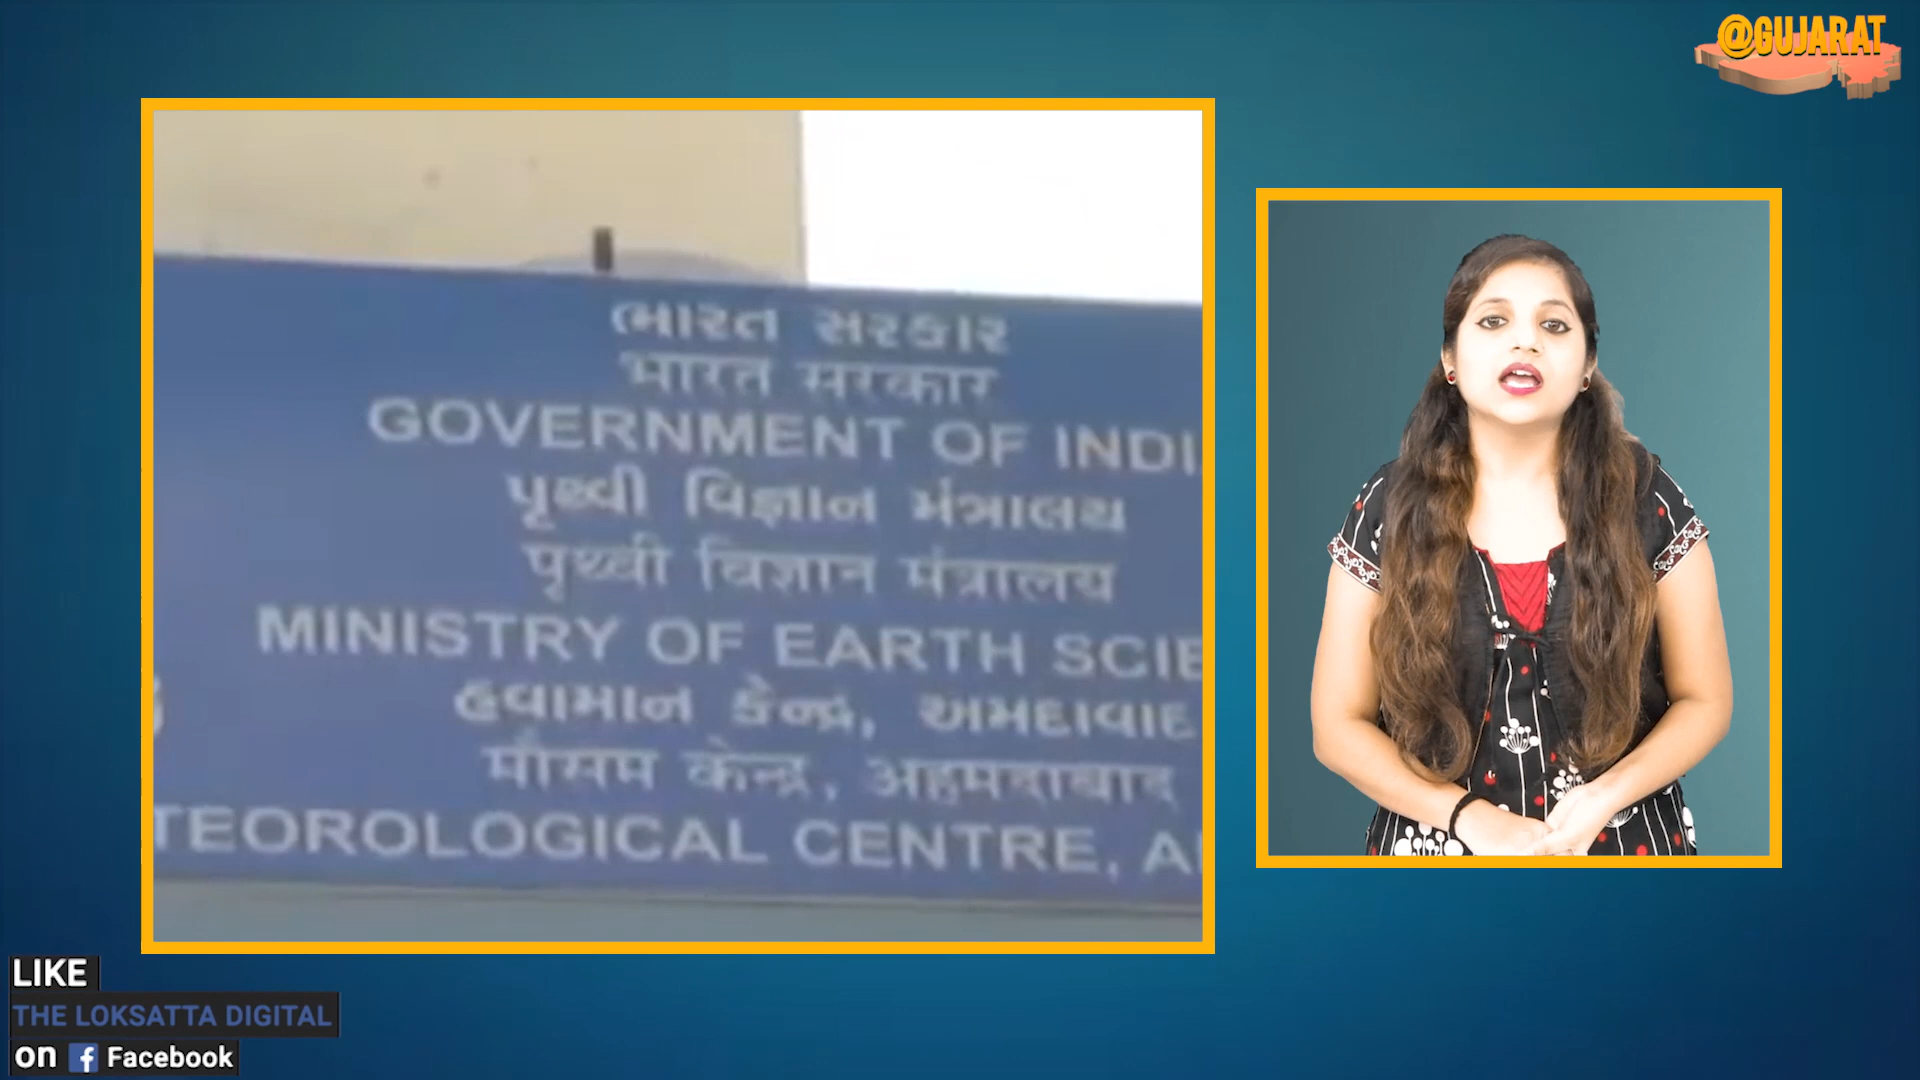 @GUJARAT
ભારત સરકાર
भारत सरकार
GOVERNMENT OF INDI
પૃથ્વી વિજ્ઞાન મંત્રાલય
पृथ्वी विज्ञान मंत्रालय
MINISTRY OF EARTH SCIE
હવામાન કેન્દ્ર, અમદાવાદ
मौसम केन्द्र, अहमदाबाद
TEOROLOGICAL CENTRE, A
LIKE
THE LOKSATTA DIGITAL
on Facebook